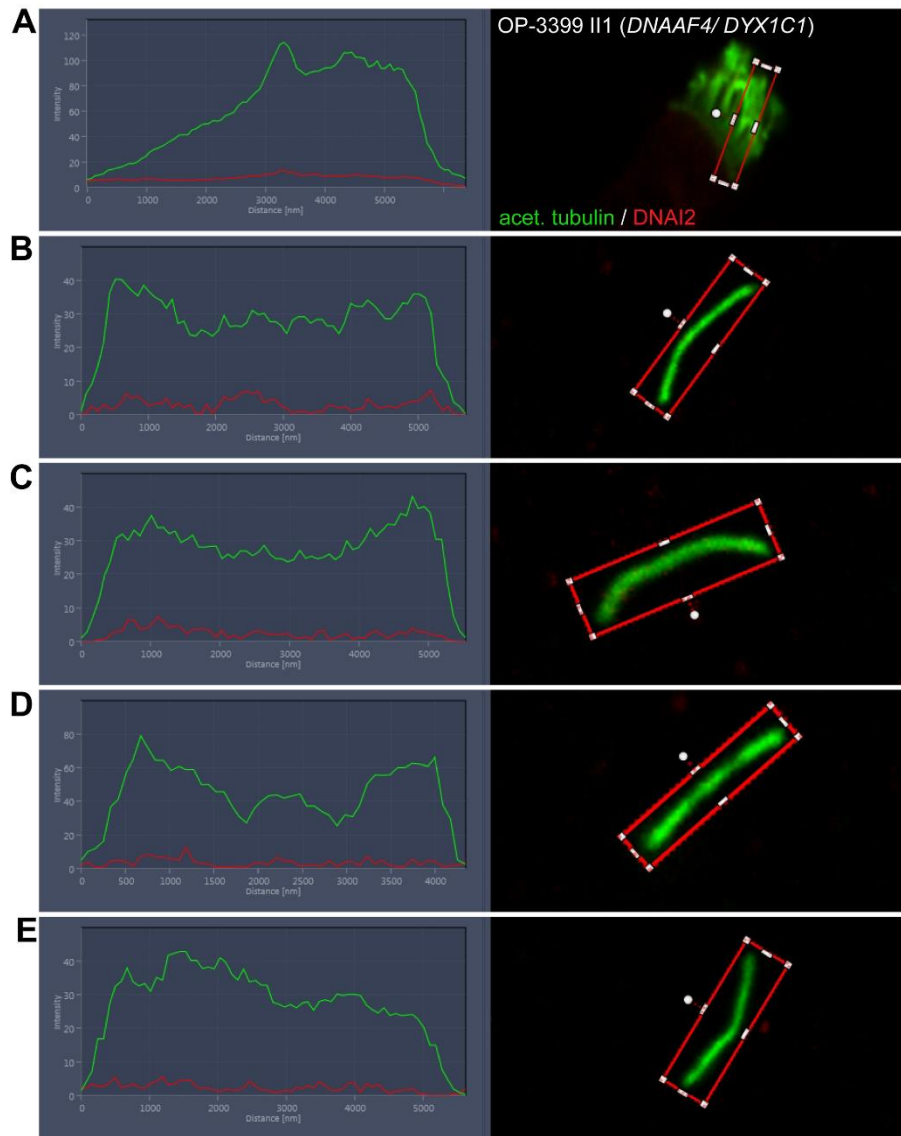 A
OP-3399 II1 (DNAAF4/ DYX1C1)
120
100
80
60
40
20
0
Intensity
0 1000 2000 3000 4000 5000
Distance [nm]
acet. tubulin / DNAI2
B
40
30
20
10
0
Intensity
0 1000 2000 3000 4000 5000
Distance [nm]
C
40
30
20
10
0
Intensity
0 1000 2000 3000 4000 5000
Distance [nm]
D
80
60
40
20
0
Intensity
0 500 1000 1500 2000 2500 3000 3500 4000
Distance [nm]
E
40
30
20
10
0
Intensity
0 1000 2000 3000 4000 5000
Distance [nm]